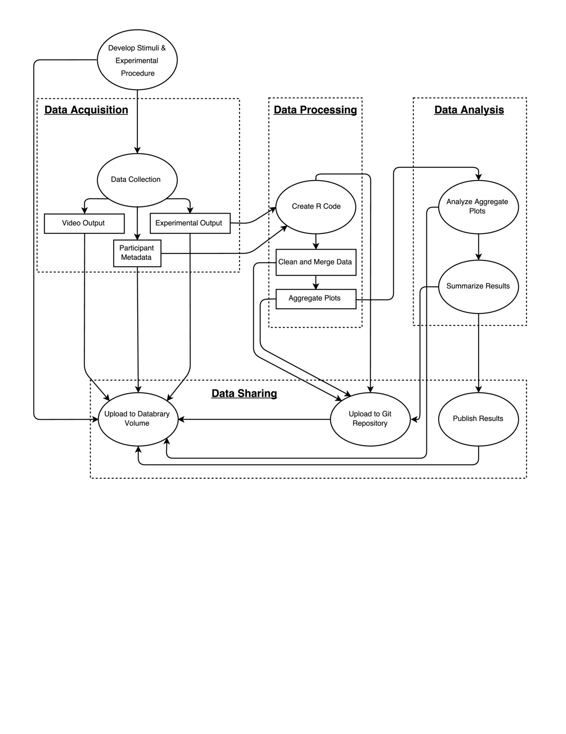 Develop Stimuli &
Experimental
Procedure
Data Acquisition
Data Processing
Data Analysis
Data Collection
Create R Code
Analyze Aggregate
Plots
Video Output
Experimental Output
Participant
Metadata
Clean and Merge Data
Aggregate Plots
Summarize Results
Data Sharing
Upload to Databrary
Volume
Upload to Git
Repository
Publish Results